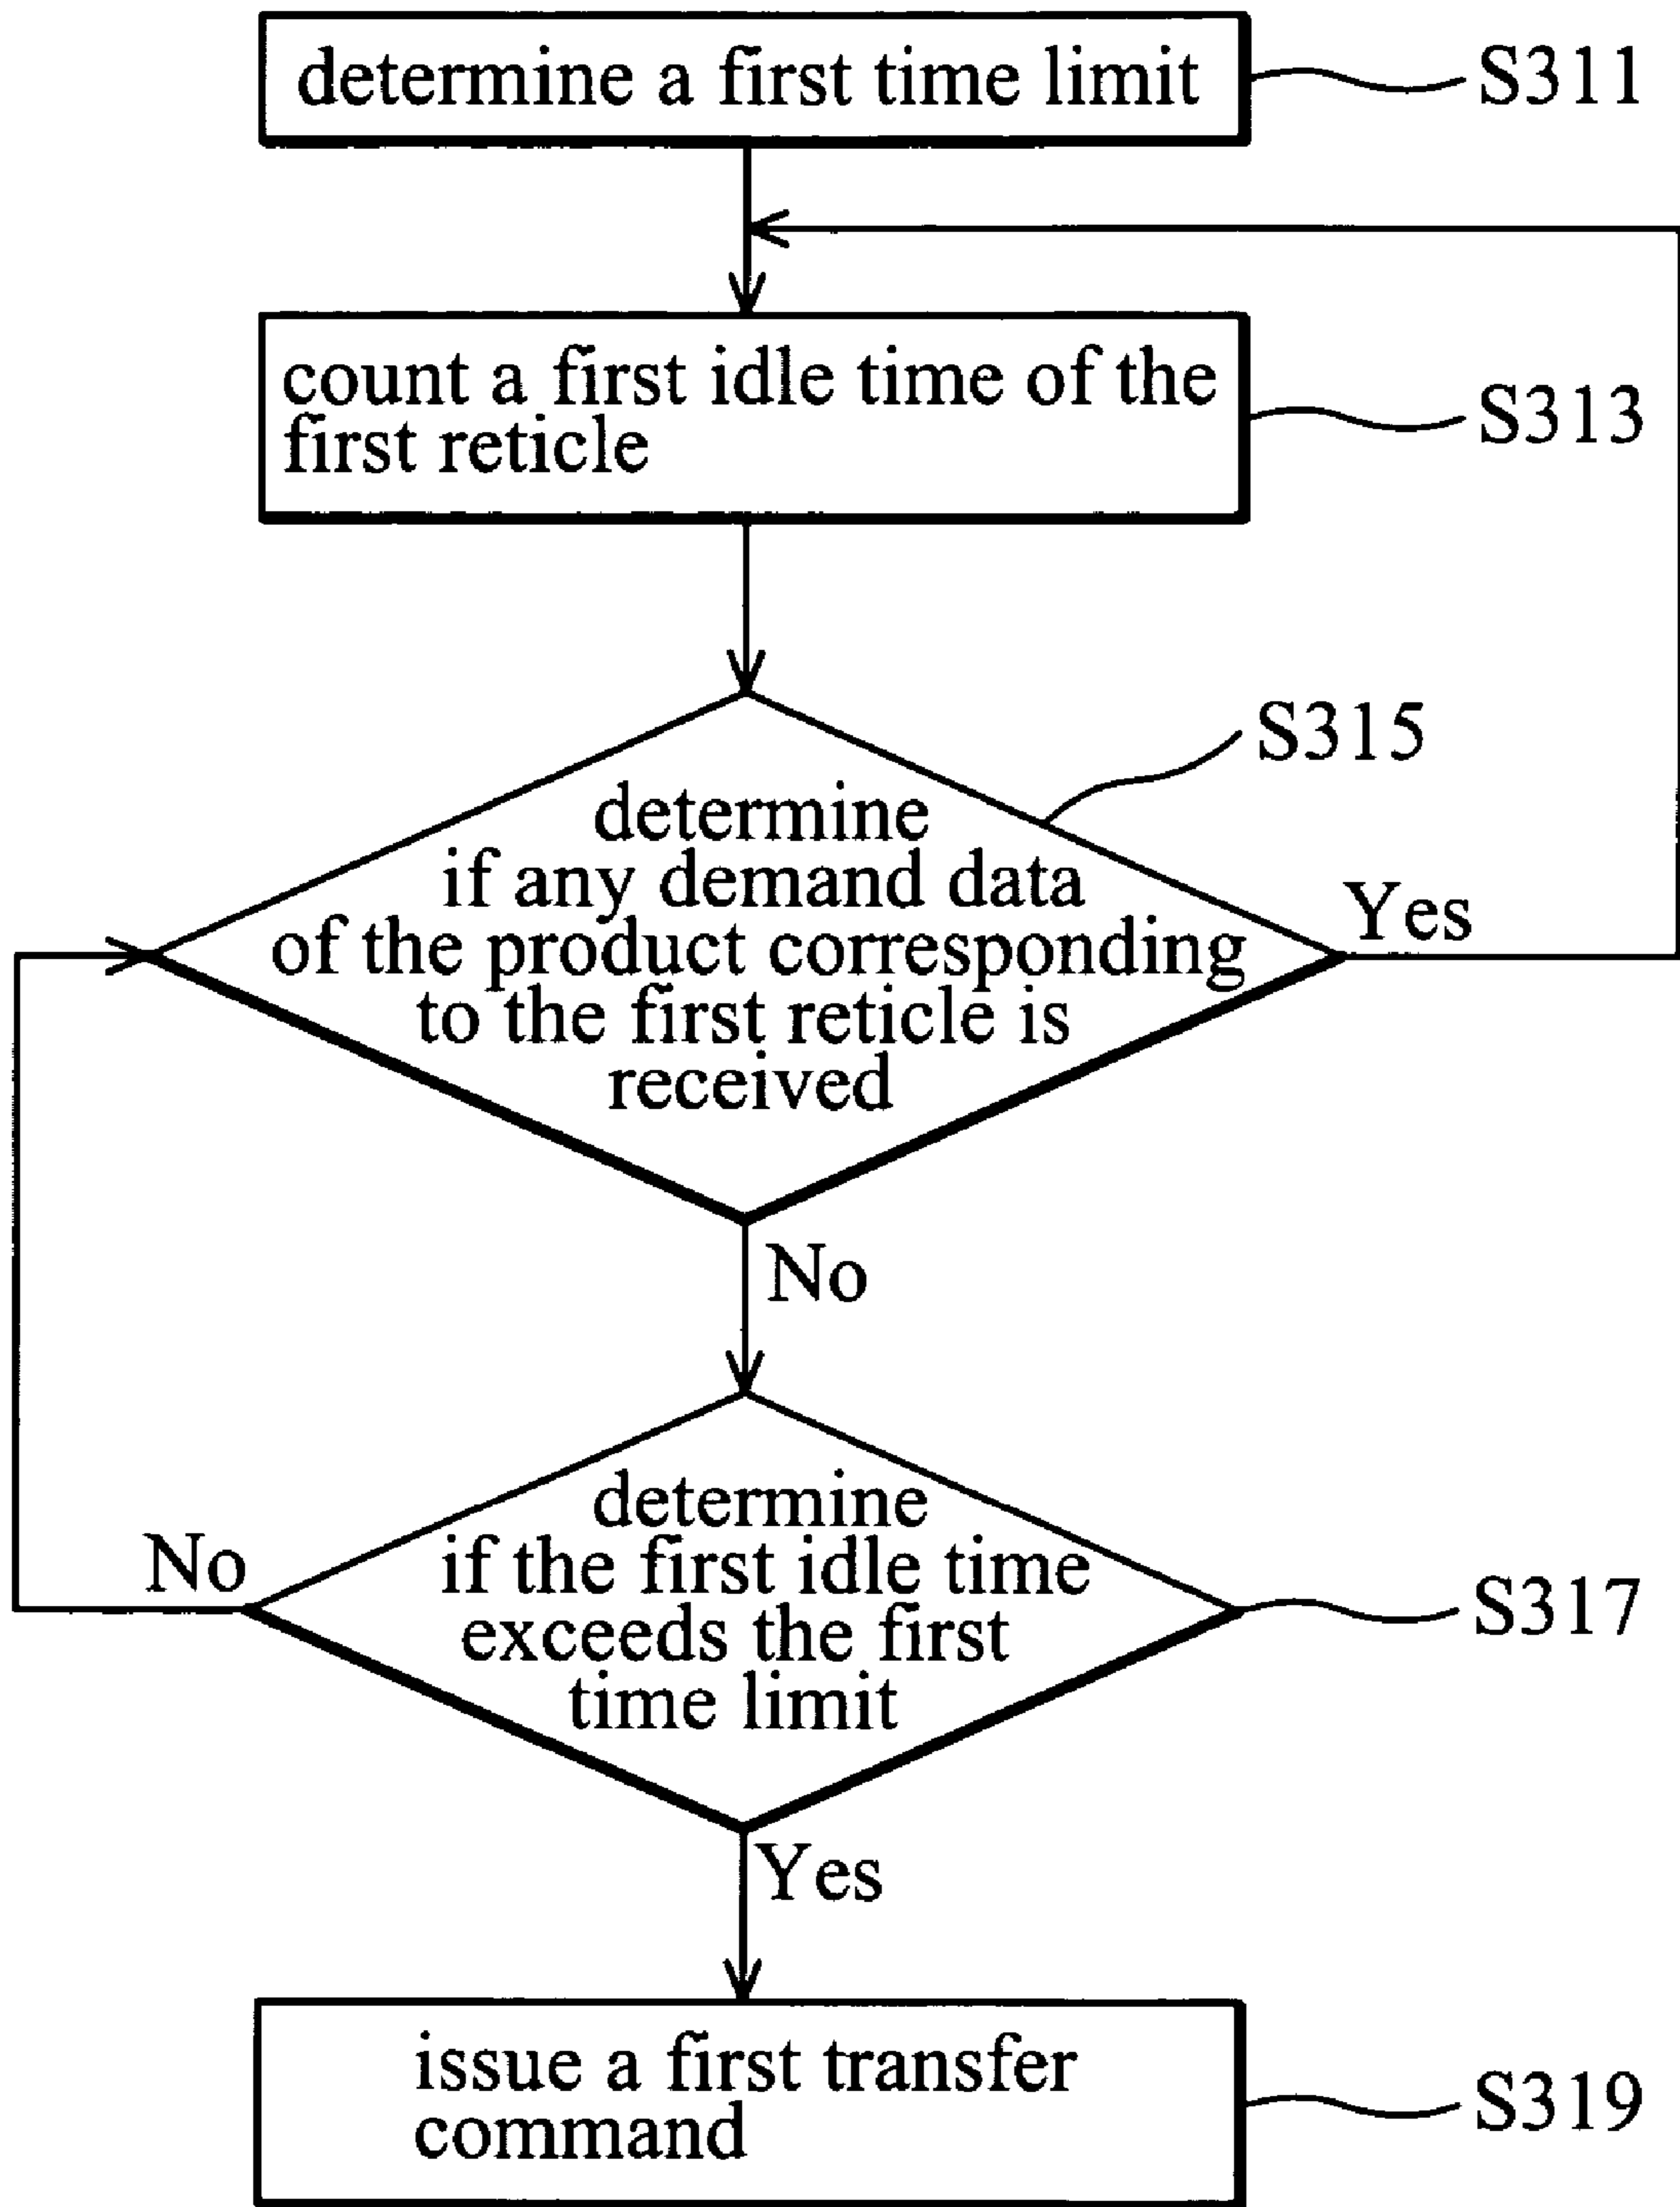 determine a first time limit
S311
count a first idle time of the
first reticle
S313
S315
determine
if any demand data
of the product corresponding
to the first reticle is
received
Yes
No
determine
if the first idle time
exceeds the first
time limit
No
S317
Yes
issue a first transfer
command
S319